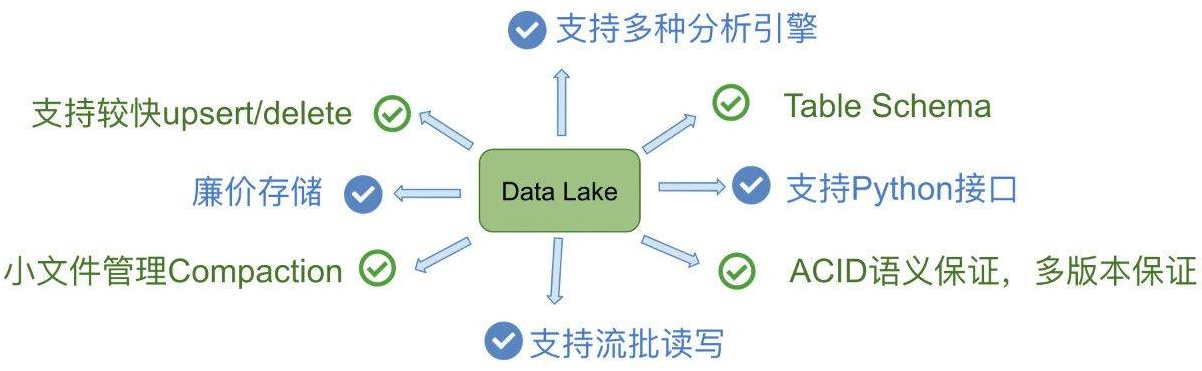 支持多种分析引擎
支持较快upsert/delete
Table Schema
廉价存储
Data Lake
支持Python接口
小文件管理Compaction
ACID语义保证，多版本保证
支持流批读写